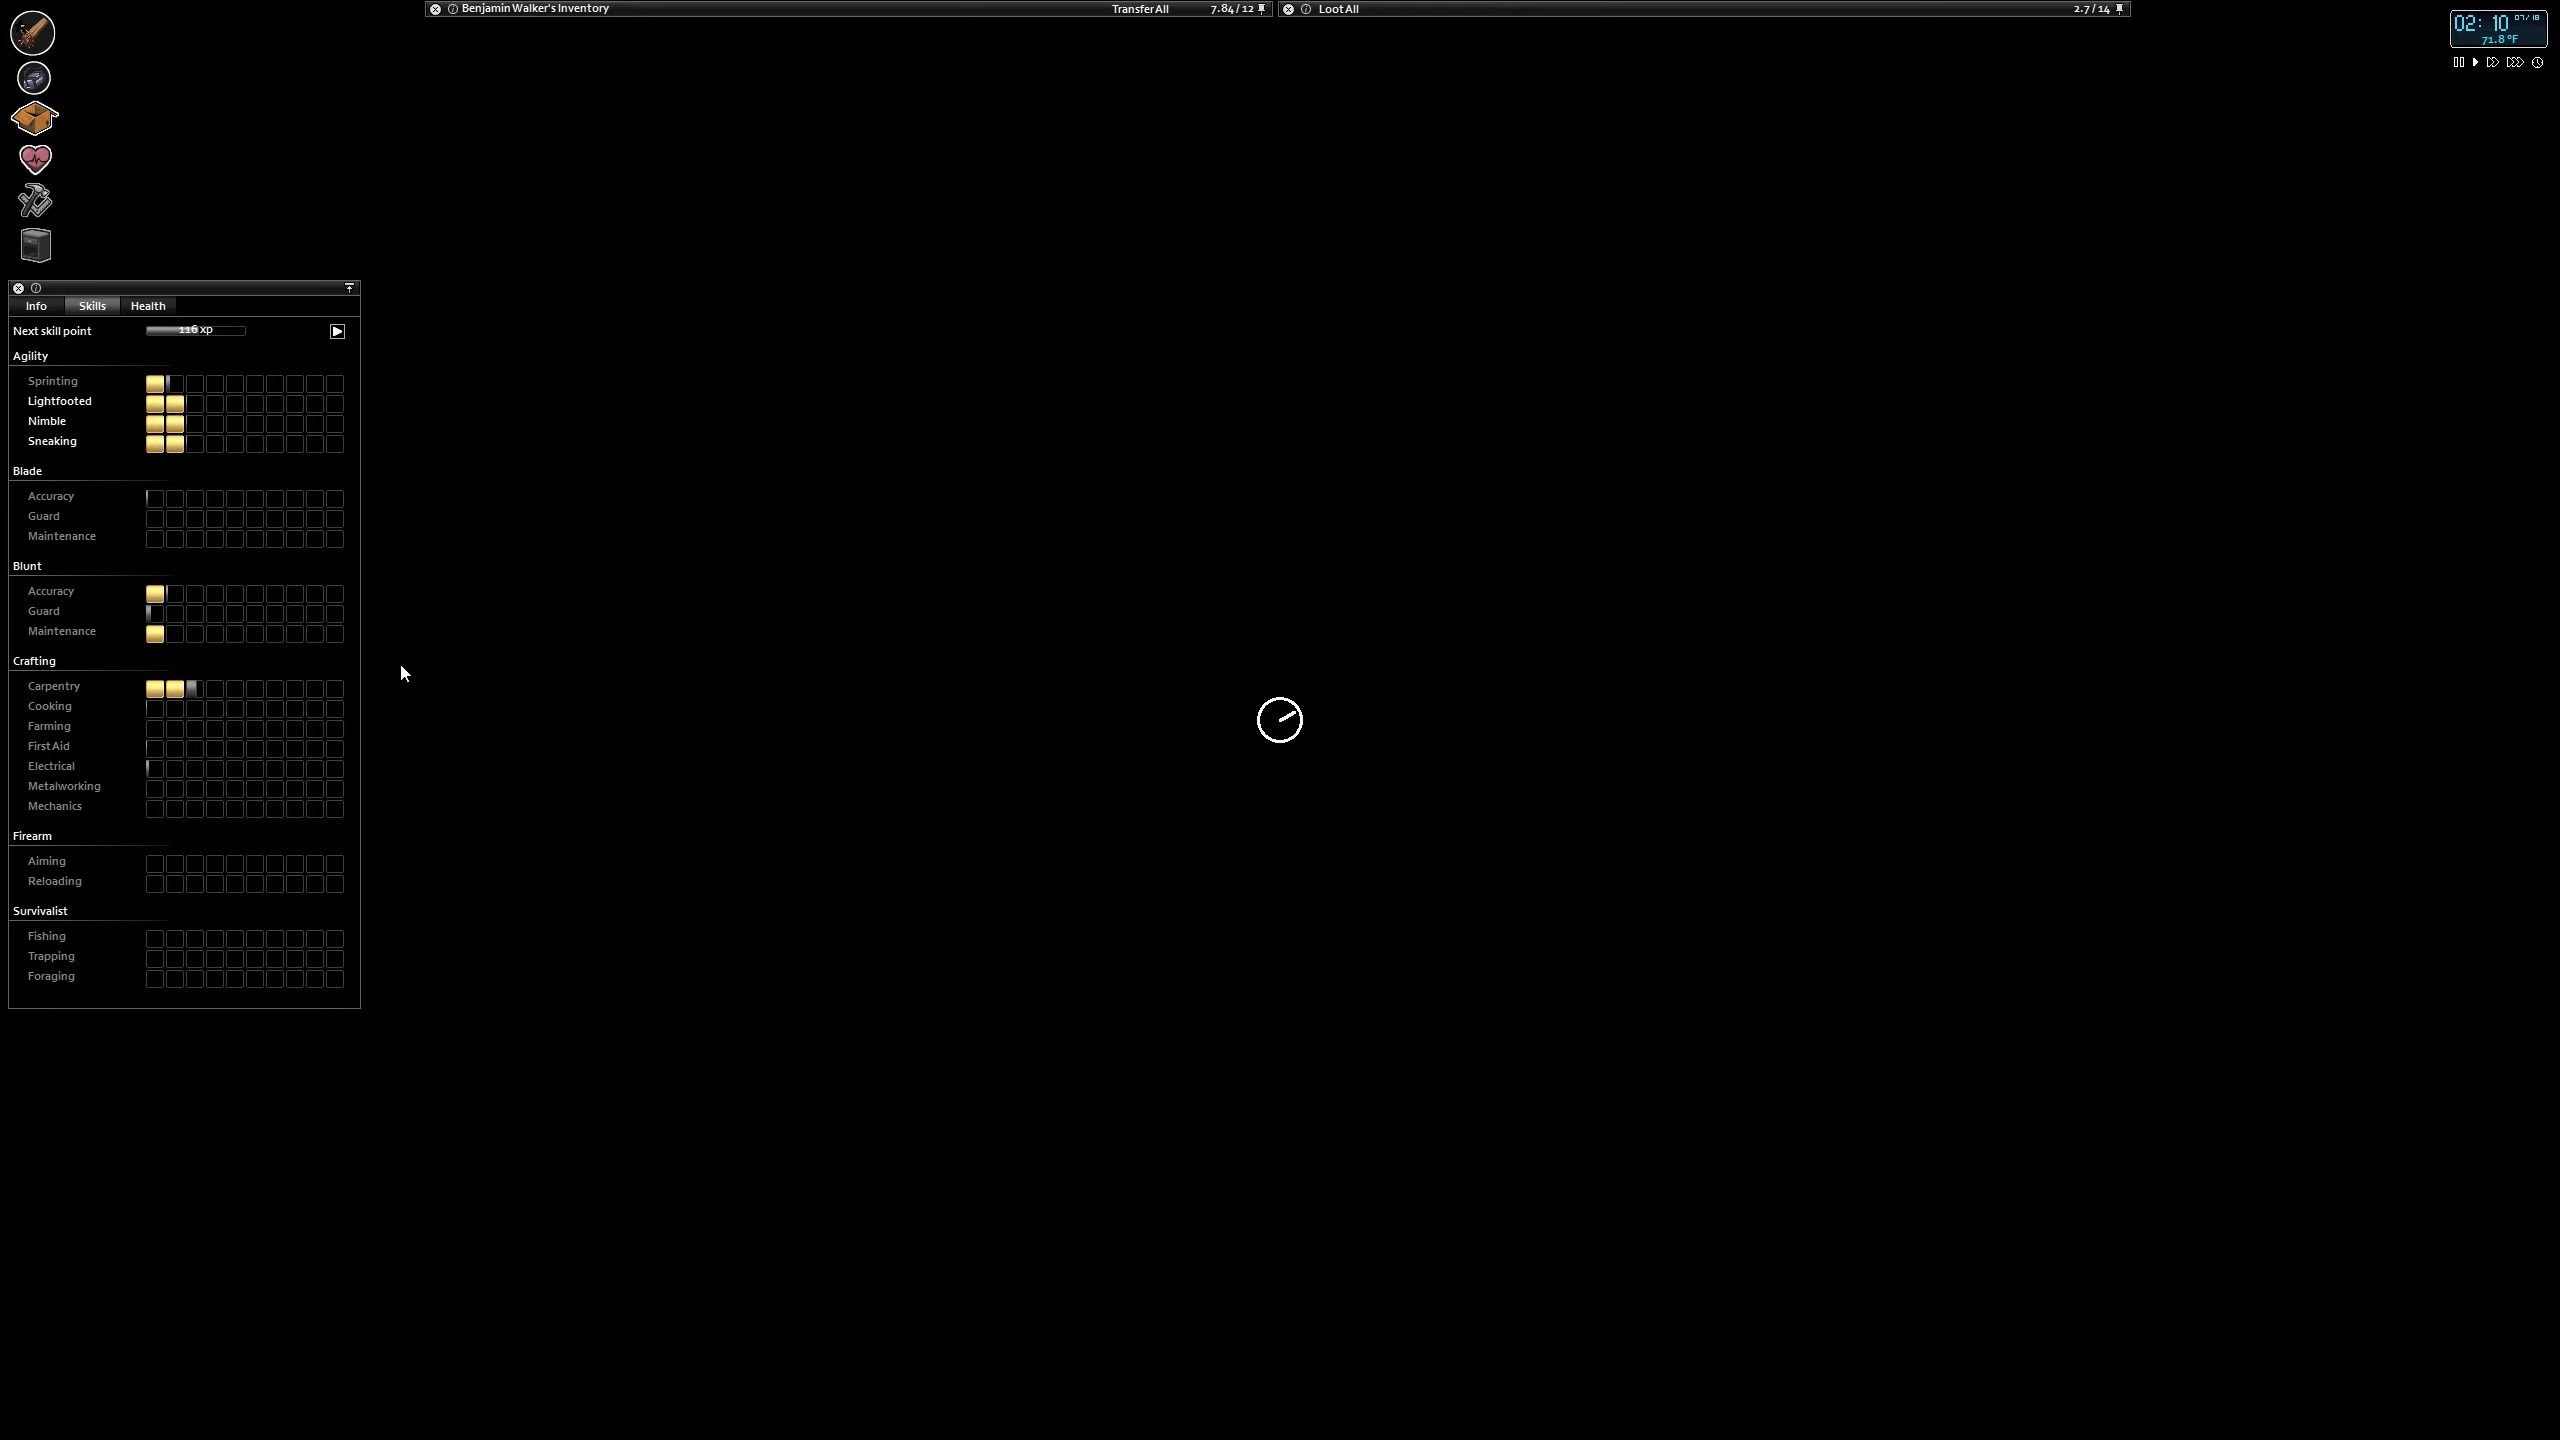 Benjamin Walker's Inventory Transfer All 7.84 / 12
Loot All 2.7 / 14
02: 10 07/18
71.8 °F
Info Skills Health
Next skill point 116 xp
Agility
Sprinting
Lightfooted
Nimble
Sneaking
Blade
Accuracy
Guard
Maintenance
Blunt
Accuracy
Guard
Maintenance
Crafting
Carpentry
Cooking
Farming
First Aid
Electrical
Metalworking
Mechanics
Firearm
Aiming
Reloading
Survivalist
Fishing
Trapping
Foraging